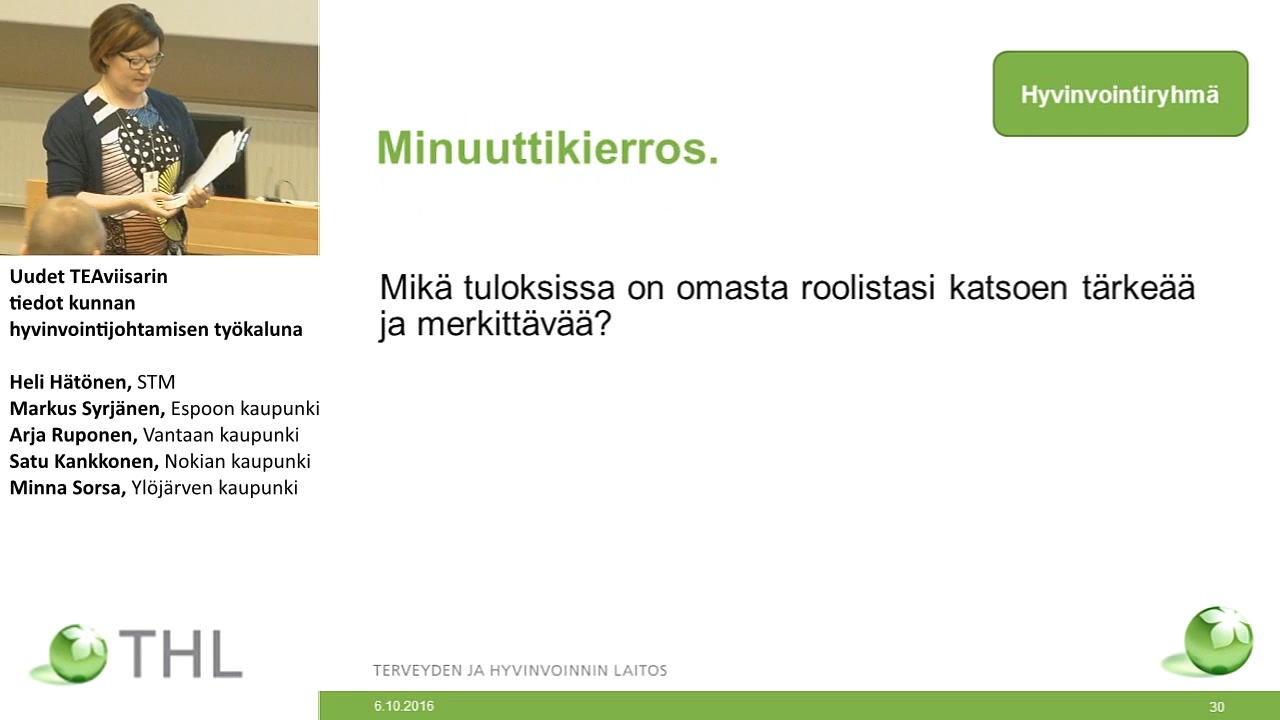 Uudet TEAviisarin
tiedot kunnan
hyvinvointijohtamisen työkaluna
Heli Hätönen, STM
Markus Syrjänen, Espoon kaupunki
Arja Ruponen, Vantaan kaupunki
Satu Kankkonen, Nokian kaupunki
Minna Sorsa, Ylöjärven kaupunki
THL
Hyvinvointiryhmä
Minuuttikierros.
Mikä tuloksissa on omasta roolistasi katsoen tärkeää
ja merkittävää?
TERVEYDEN JA HYVINVOINNIN LAITOS
6.10.2016
30